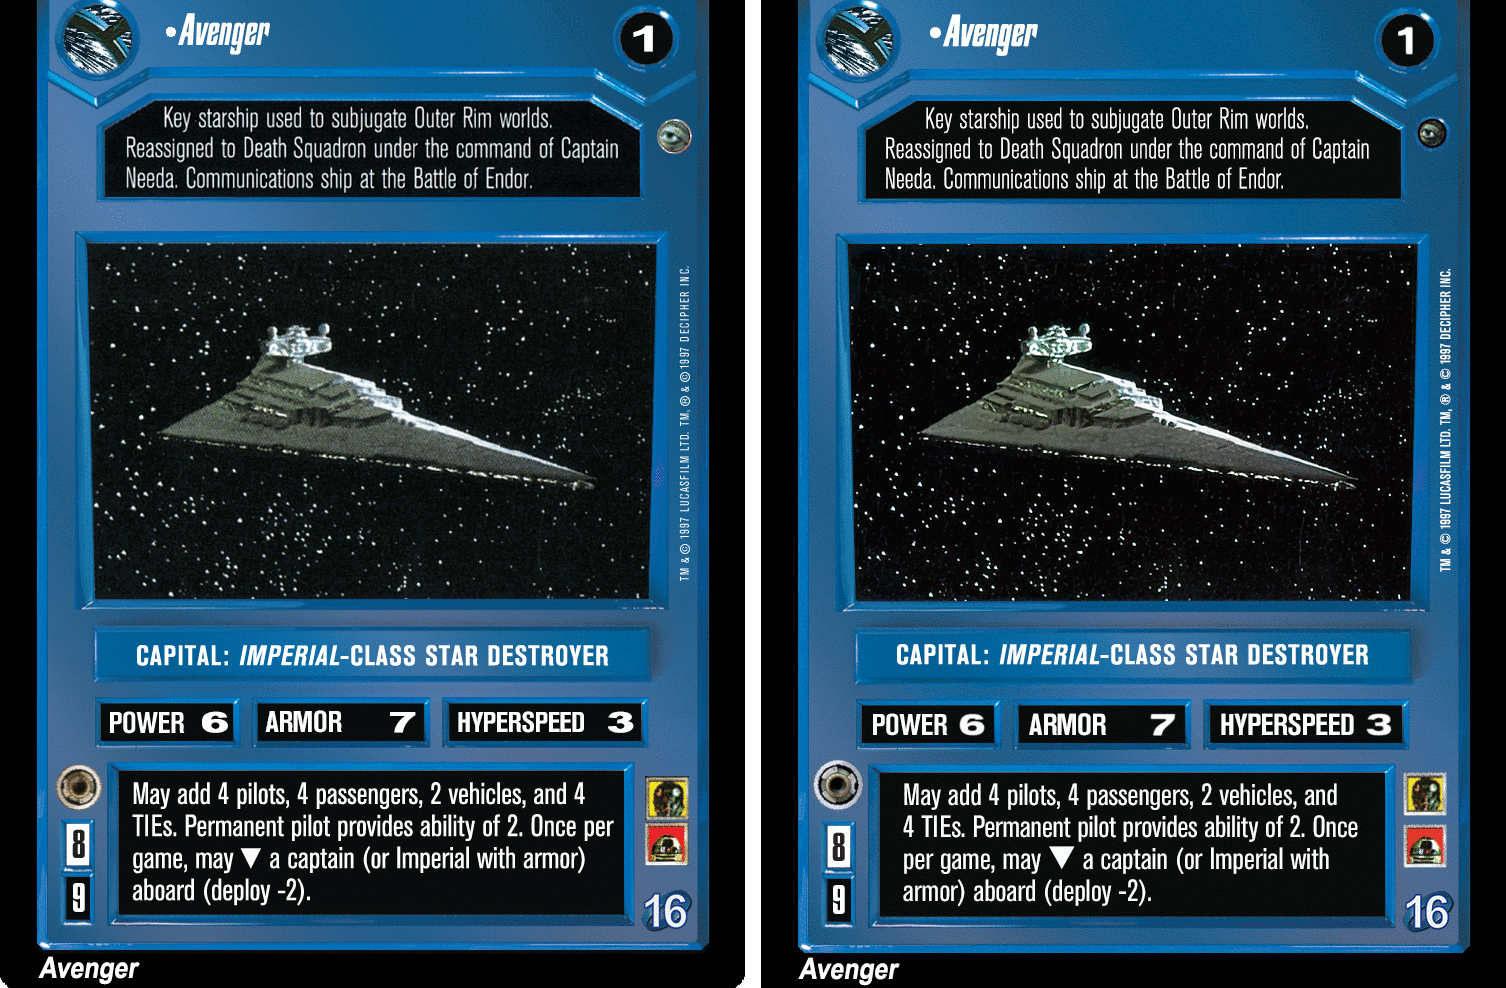 •Avenger
1
Key starship used to subjugate Outer Rim worlds.
Reassigned to Death Squadron under the command of Captain
Needa. Communications ship at the Battle of Endor.
TM & © 1997 LUCASFILM LTD. TM, ® & © 1997 DECIPHER INC.
CAPITAL: IMPERIAL-CLASS STAR DESTROYER
POWER 6
ARMOR 7
HYPERSPEED 3
May add 4 pilots, 4 passengers, 2 vehicles, and 4
TIEs. Permanent pilot provides ability of 2. Once per
game, may ▼ a captain (or Imperial with armor)
aboard (deploy -2).
8
9
16
Avenger
•Avenger
1
Key starship used to subjugate Outer Rim worlds.
Reassigned to Death Squadron under the command of Captain
Needa. Communications ship at the Battle of Endor.
TM & © 1997 LUCASFILM LTD. TM, ® & © 1997 DECIPHER INC.
CAPITAL: IMPERIAL-CLASS STAR DESTROYER
POWER 6
ARMOR 7
HYPERSPEED 3
May add 4 pilots, 4 passengers, 2 vehicles, and
4 TIEs. Permanent pilot provides ability of 2. Once
per game, may ▼ a captain (or Imperial with
armor) aboard (deploy -2).
8
9
16
Avenger